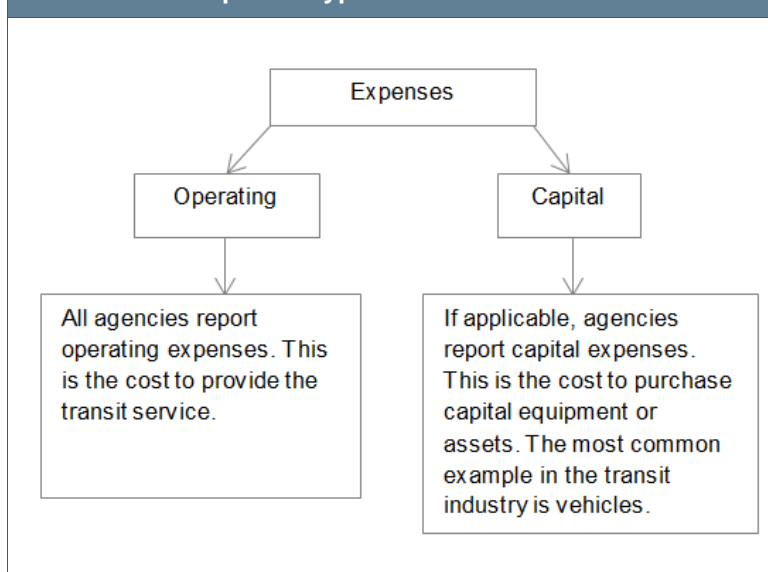 Expenses
Operating
Capital
All agencies report
operating expenses. This
is the cost to provide the
transit service.
If applicable, agencies
report capital expenses.
This is the cost to purchase
capital equipment or
assets. The most common
example in the transit
industry is vehicles.